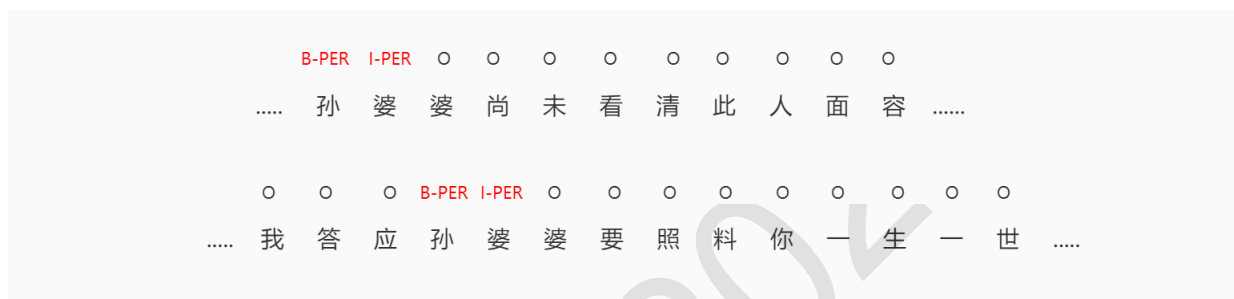 B-PER I-PER O O O O O O O O O
..... 孙 婆 婆 尚 未 看 清 此 人 面 容 ......
O O O B-PER I-PER O O O O O O O O O
..... 我 答 应 孙 婆 婆 要 照 料 你 一 生 一 世 .....